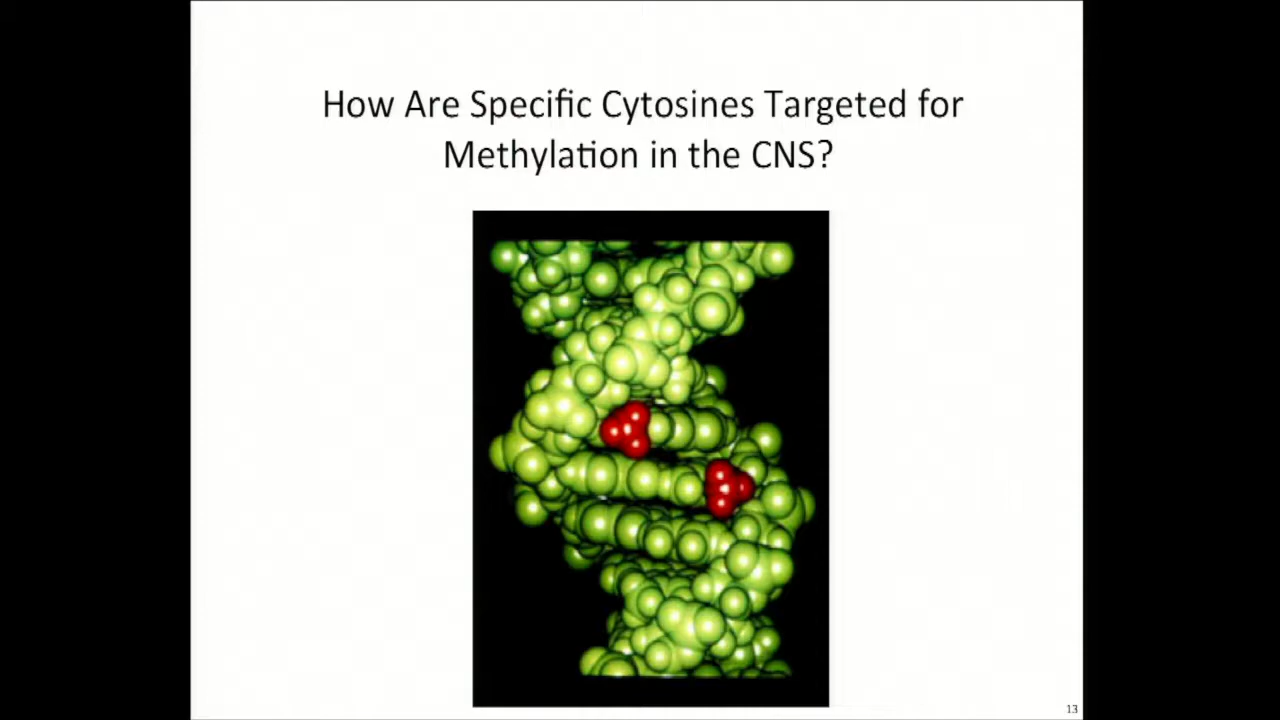 How Are Specific Cytosines Targeted for
Methylation in the CNS?
13